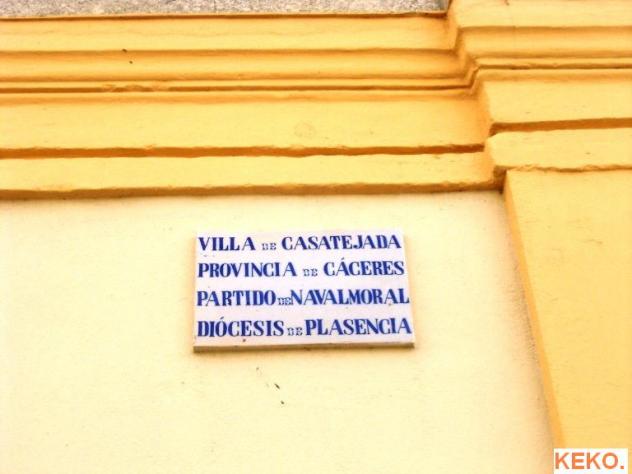 VILLA DE CASATEJADA
PROVINCIA DE CÁCERES
PARTIDO DE NAVALMORAL
DIÓCESIS DE PLASENCIA
KEKO.